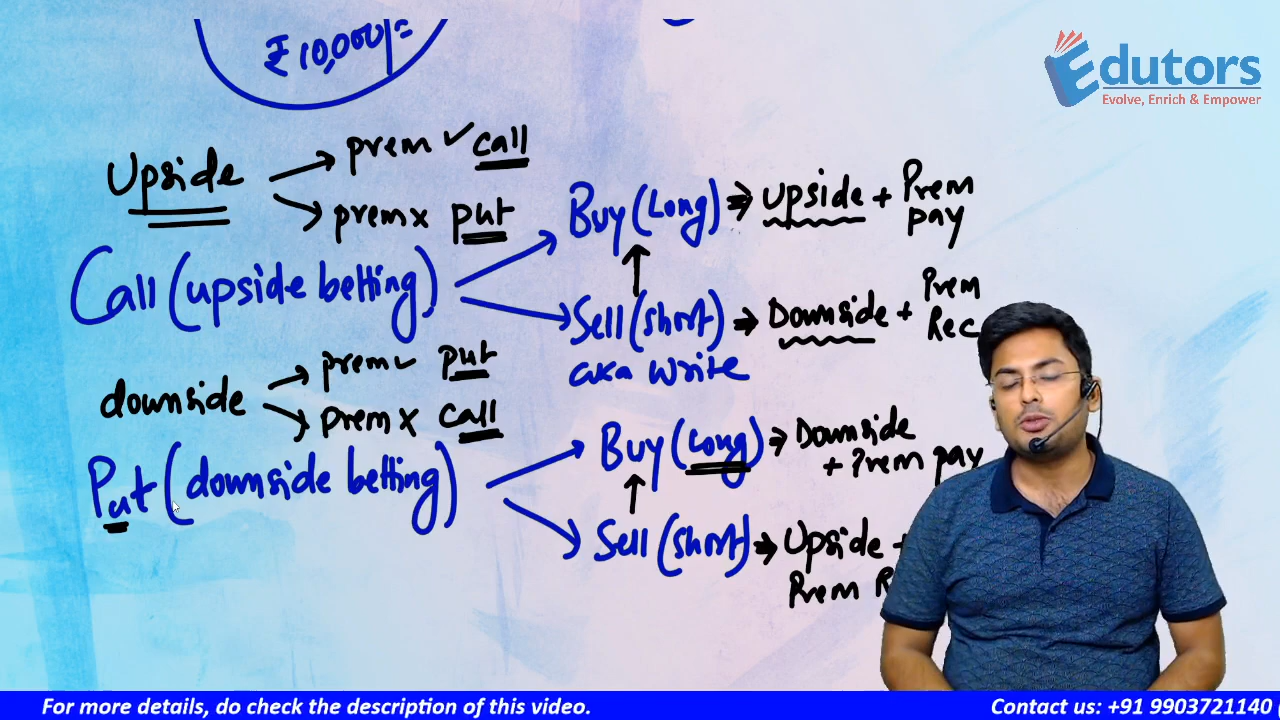 ₹10,000/=
Edutors
Evolve, Enrich & Empower
Upside
prem ✓ call
prem x put
Call (upside betting)
Buy (Long) ⇒ Upside + Prem
pay
Sell (short) ⇒ Downside + Prem
Rec
aka write
downside
prem ✓ put
prem x call
Put (downside betting)
Buy (Long) ⇒ Downside
+ Prem pay
Sell (short) ⇒ Upside +
Prem R
For more details, do check the description of this video.
Contact us: +91 9903721140